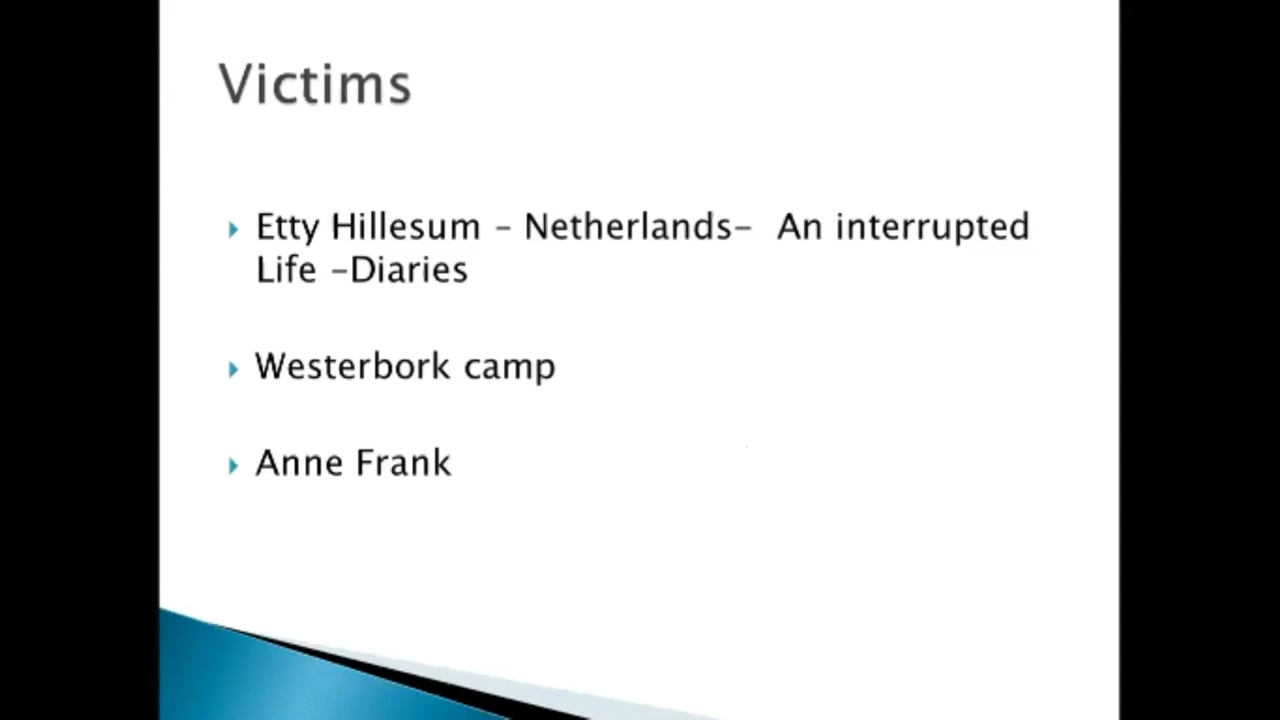 Victims
Etty Hillesum – Netherlands–  An interrupted
Life –Diaries
Westerbork camp
Anne Frank